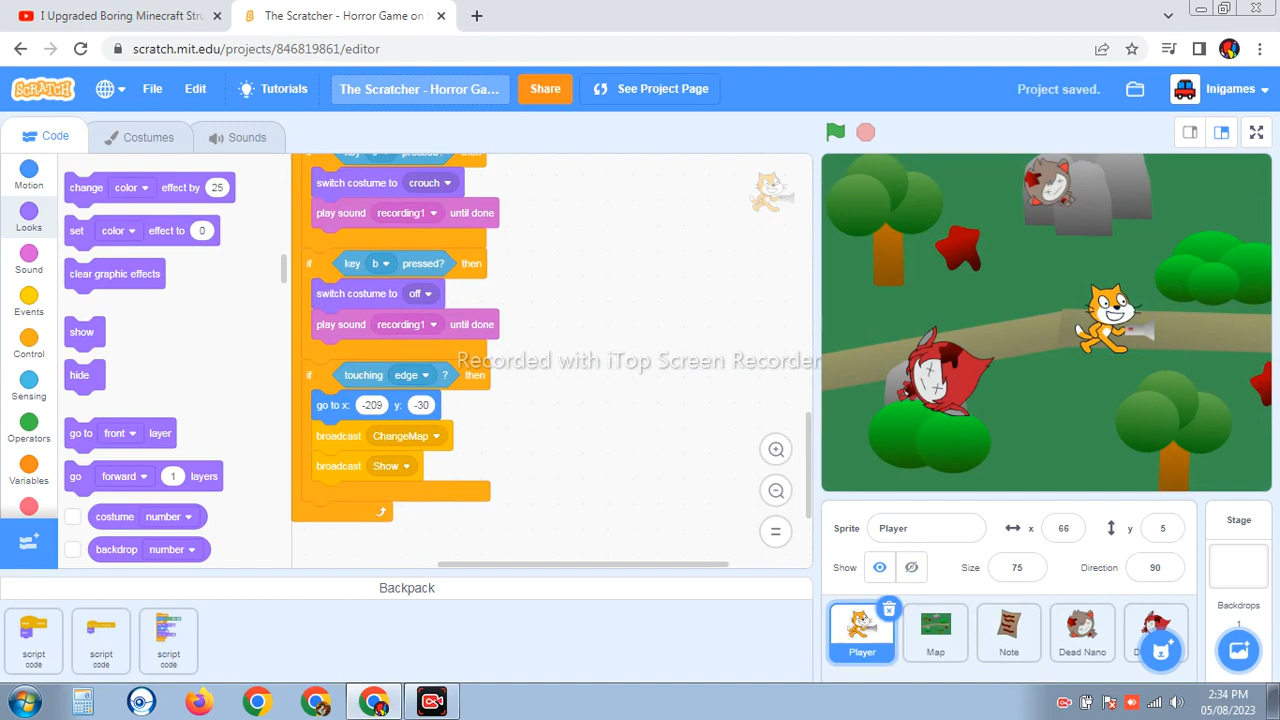 I Upgraded Boring Minecraft Stru
The Scratcher - Horror Game on
scratch.mit.edu/projects/846819861/editor
SCRATCH
File
Edit
Tutorials
The Scratcher - Horror Ga...
Share
See Project Page
Project saved.
Inigames
Code
Costumes
Sounds
Motion
Looks
Sound
Events
Control
Sensing
Operators
Variables
change color effect by 25
set color effect to 0
clear graphic effects
show
hide
go to front layer
go forward 1 layers
costume number
backdrop number
key pressed? then
switch costume to crouch
play sound recording1 until done
if key b pressed? then
switch costume to off
play sound recording1 until done
Recorded with iTop Screen Recorder
if touching edge ? then
go to x: -209 y: -30
broadcast ChangeMap
broadcast Show
Sprite Player x 66 y 5
Show Size 75 Direction 90
Stage
Backdrops
1
Player
Map
Note
Dead Nano
Backpack
script
code
script
code
script
code
2:34 PM
05/08/2023